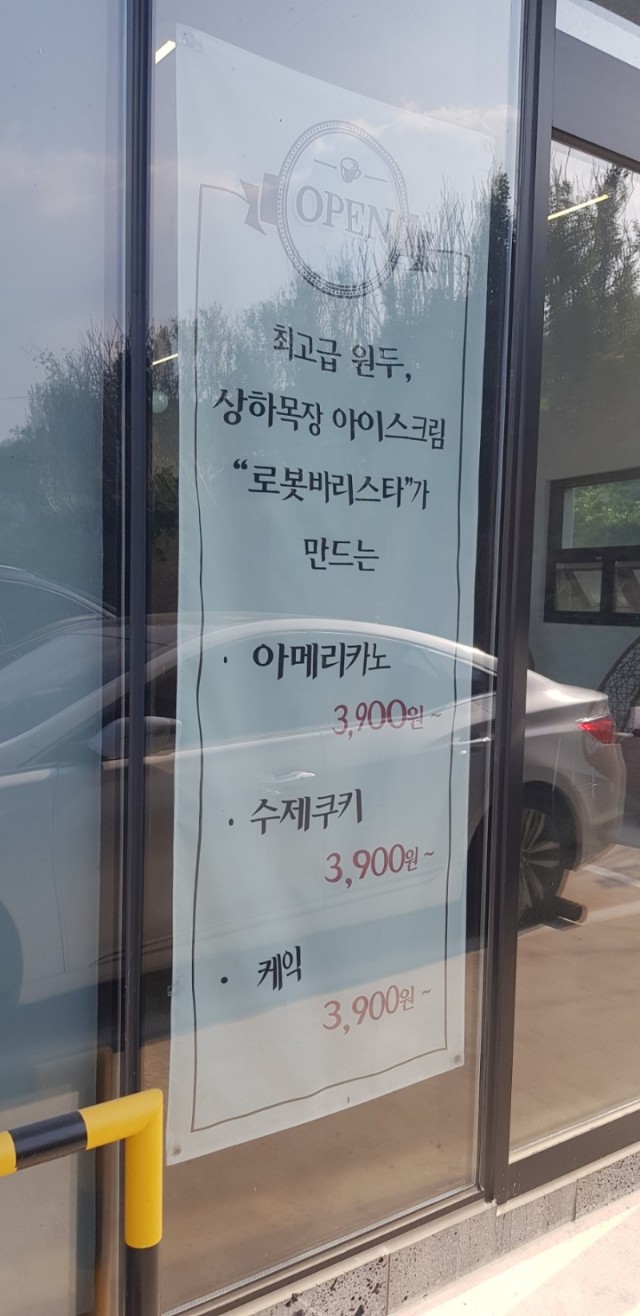 OPEN
최고급 원두,
상하목장 아이스크림
“로봇바리스타”가
만드는
· 아메리카노
3,900원 ~
· 수제쿠키
3,900원 ~
· 케익
3,900원 ~